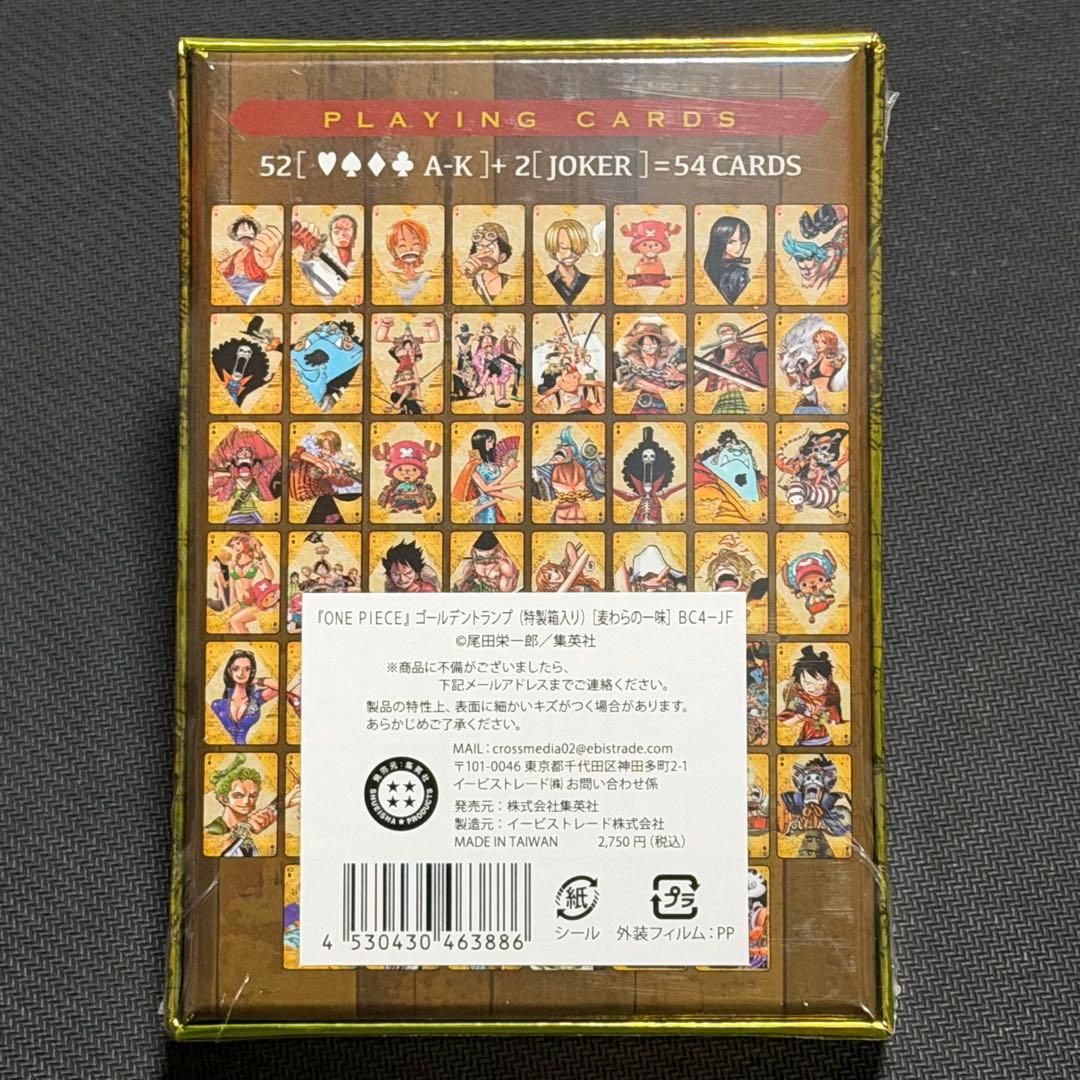 PLAYING CARDS
52[ ♥♠♦♣ A-K ]+ 2[ JOKER ]=54 CARDS
『ONE PIECE』ゴールデントランプ（特製箱入り）［麦わらの一味］BC4-JF
©尾田栄一郎／集英社
※商品に不備がございましたら、
下記メールアドレスまでご連絡ください。
製品の特性上、表面に細かいキズがつく場合があります。
あらかじめご了承ください。
MAIL：crossmedia02@ebistrade.com
〒101-0046 東京都千代田区神田多町2-1
イービストレード㈱ お問い合わせ係
発売元：株式会社集英社
製造元：イービストレード株式会社
MADE IN TAIWAN 2,750円（税込）
発売元：集英社
SHUEISHA★PRODUCTS
4 530430 463886
紙
シール
プラ
外装フィルム：PP